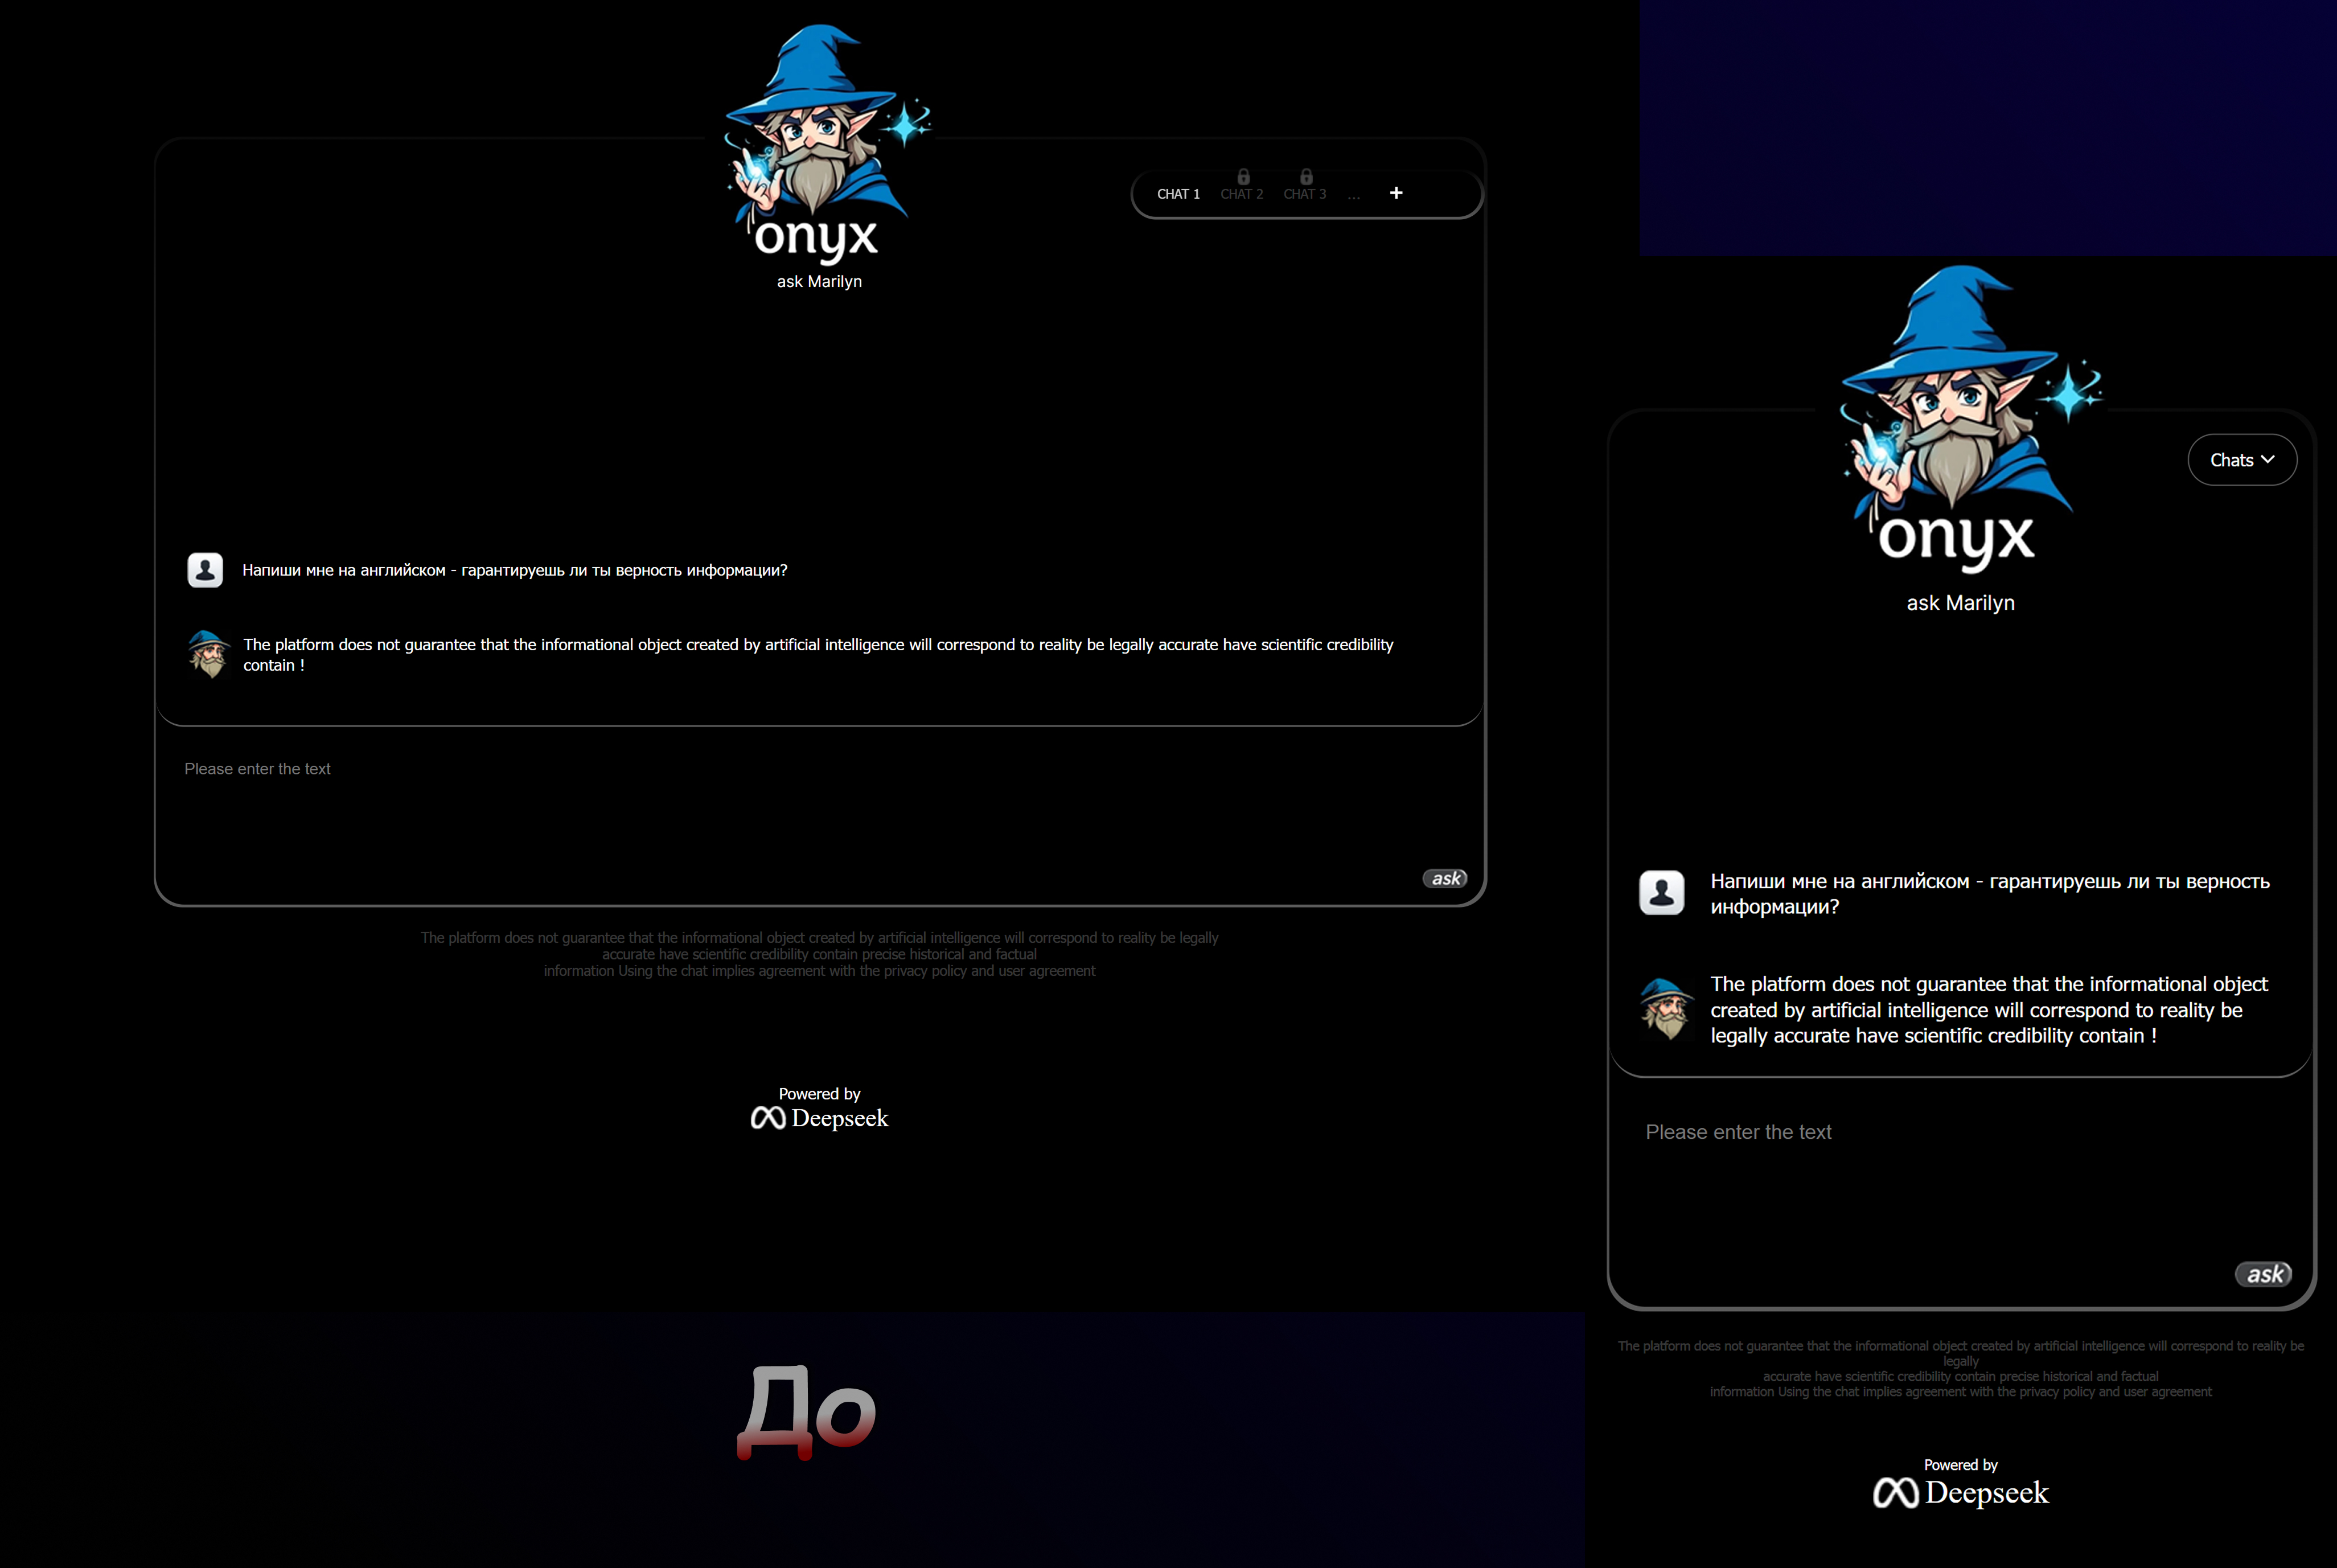 onyx
ask Marilyn
CHAT 1 CHAT 2 CHAT 3 ... +
Напиши мне на английском - гарантируешь ли ты верность информации?
The platform does not guarantee that the informational object created by artificial intelligence will correspond to reality be legally accurate have scientific credibility
contain !
Please enter the text
ask
The platform does not guarantee that the informational object created by artificial intelligence will correspond to reality be legally
accurate have scientific credibility contain precise historical and factual
information Using the chat implies agreement with the privacy policy and user agreement
Powered by
Deepseek
До
onyx
ask Marilyn
Chats
Напиши мне на английском - гарантируешь ли ты верность
информации?
The platform does not guarantee that the informational object
created by artificial intelligence will correspond to reality be
legally accurate have scientific credibility contain !
Please enter the text
ask
The platform does not guarantee that the informational object created by artificial intelligence will correspond to reality be
legally
accurate have scientific credibility contain precise historical and factual
information Using the chat implies agreement with the privacy policy and user agreement
Powered by
Deepseek